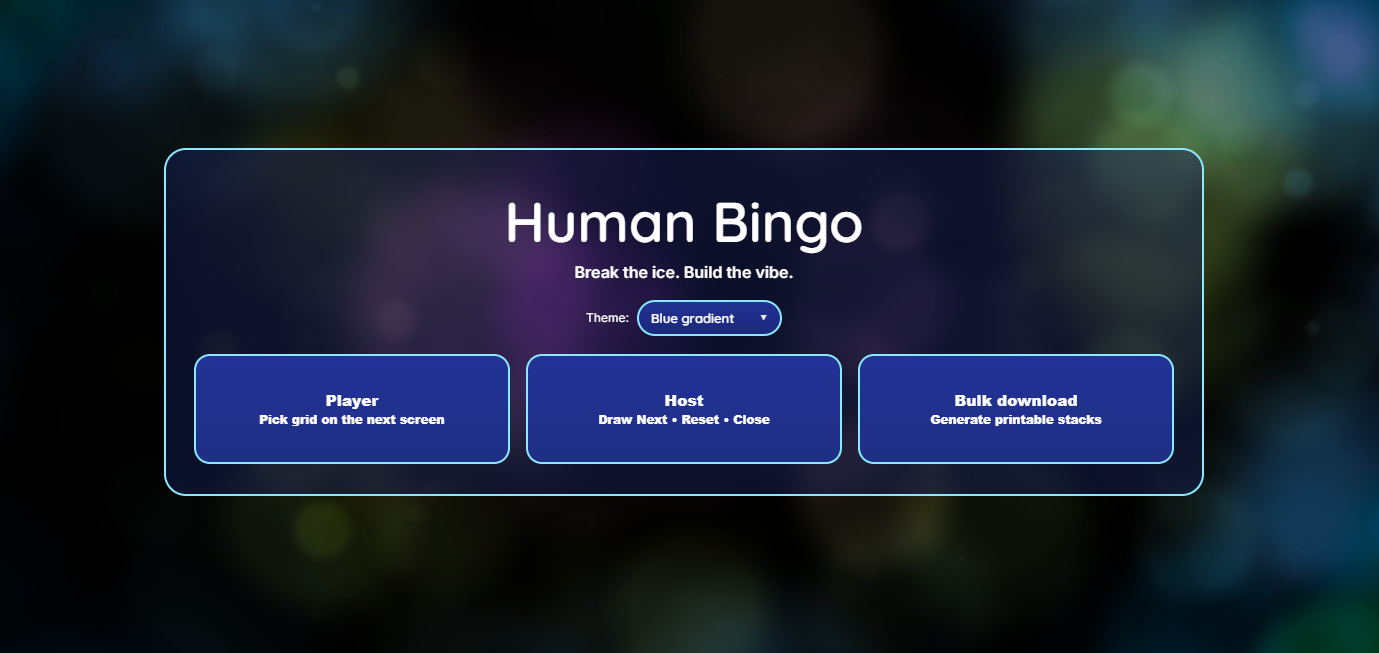 Human Bingo
Break the ice. Build the vibe.
Theme: Blue gradient
Player
Pick grid on the next screen
Host
Draw Next • Reset • Close
Bulk download
Generate printable stacks